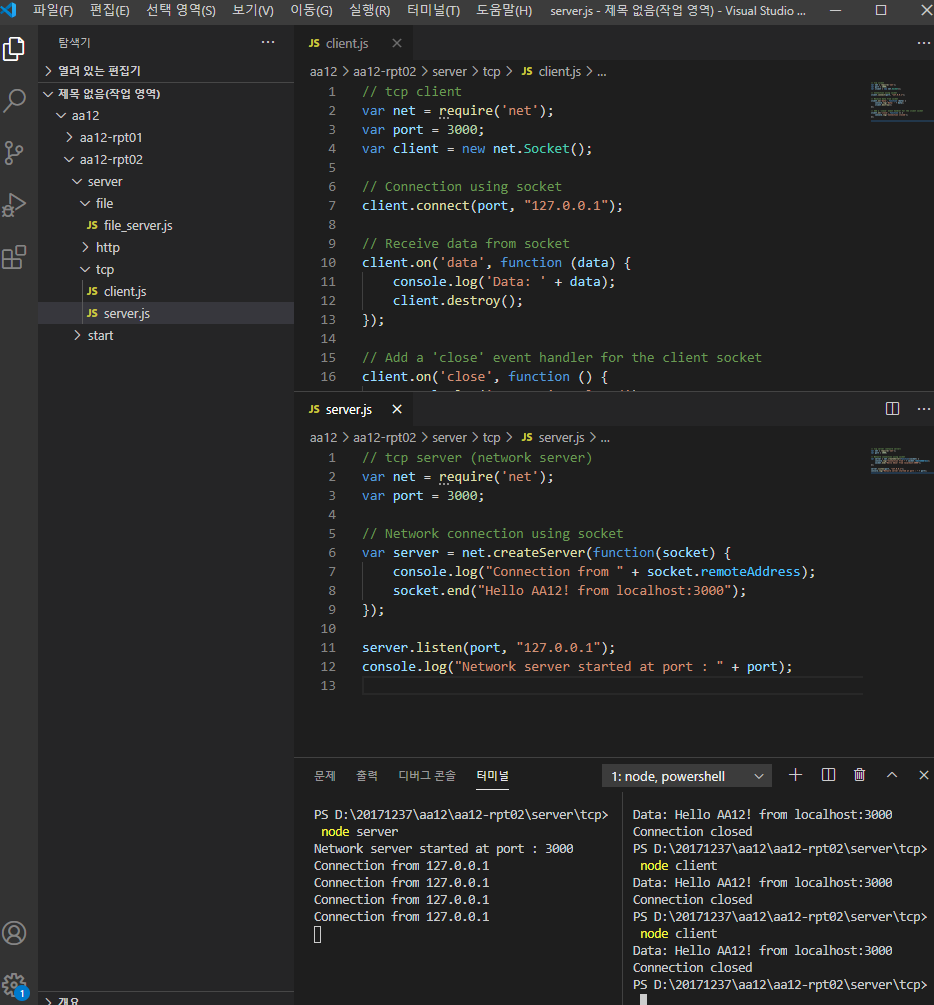 파일(F) 편집(E) 선택 영역(S) 보기(V) 이동(G) 실행(R) 터미널(T) 도움말(H) server.js - 제목 없음(작업 영역) - Visual Studio ...
탐색기
열려 있는 편집기
제목 없음(작업 영역)
aa12
aa12-rpt01
aa12-rpt02
server
file
JS file_server.js
http
tcp
JS client.js
JS server.js
start
개요
1
JS client.js
aa12 > aa12-rpt02 > server > tcp > JS client.js > ...
1 // tcp client
2 var net = require('net');
3 var port = 3000;
4 var client = new net.Socket();
5
6 // Connection using socket
7 client.connect(port, "127.0.0.1");
8
9 // Receive data from socket
10 client.on('data', function (data) {
11 console.log('Data: ' + data);
12 client.destroy();
13 });
14
15 // Add a 'close' event handler for the client socket
16 client.on('close', function () {
JS server.js
aa12 > aa12-rpt02 > server > tcp > JS server.js > ...
1 // tcp server (network server)
2 var net = require('net');
3 var port = 3000;
4
5 // Network connection using socket
6 var server = net.createServer(function(socket) {
7 console.log("Connection from " + socket.remoteAddress);
8 socket.end("Hello AA12! from localhost:3000");
9 });
10
11 server.listen(port, "127.0.0.1");
12 console.log("Network server started at port : " + port);
13
문제 출력 디버그 콘솔 터미널 1: node, powershell
PS D:\20171237\aa12\aa12-rpt02\server\tcp>
node server
Network server started at port : 3000
Connection from 127.0.0.1
Connection from 127.0.0.1
Connection from 127.0.0.1
Connection from 127.0.0.1
Data: Hello AA12! from localhost:3000
Connection closed
PS D:\20171237\aa12\aa12-rpt02\server\tcp>
node client
Data: Hello AA12! from localhost:3000
Connection closed
PS D:\20171237\aa12\aa12-rpt02\server\tcp>
node client
Data: Hello AA12! from localhost:3000
Connection closed
PS D:\20171237\aa12\aa12-rpt02\server\tcp>